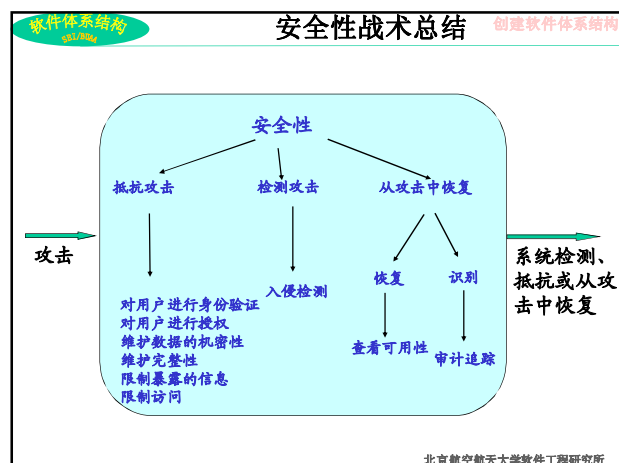 软件体系结构
SEI/BUAA
安全性战术总结
创建软件体系结构
安全性
抵抗攻击
检测攻击
从攻击中恢复
攻击
系统检测、
抵抗或从攻
击中恢复
恢复
识别
入侵检测
对用户进行身份验证
对用户进行授权
维护数据的机密性
维护完整性
限制暴露的信息
限制访问
查看可用性
审计追踪
北京航空航天大学软件工程研究所